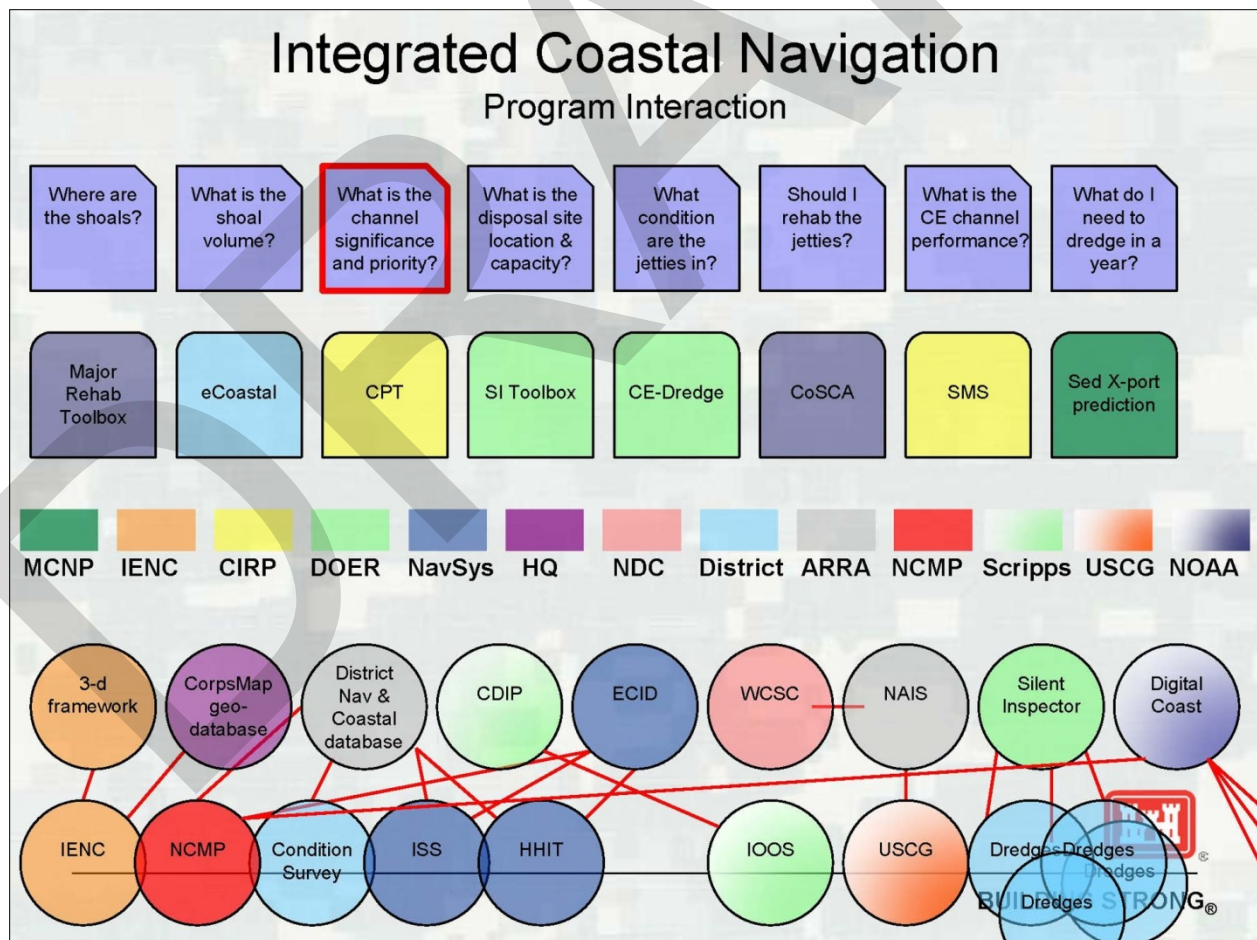 Integrated Coastal Navigation
Program Interaction
Where are
the shoals?
What is the
shoal
volume?
What is the
channel
significance
and priority?
What is the
disposal site
location &
capacity?
What
condition
are the
jetties in?
Should I
rehab the
jetties?
What is the
CE channel
performance?
What do I
need to
dredge in a
year?
Major
Rehab
Toolbox
eCoastal
CPT
SI Toolbox
CE-Dredge
CoSCA
SMS
Sed X-port
prediction
MCNP
IENC
CIRP
DOER
NavSys
HQ
NDC
District
ARRA
NCMP
Scripps
USCG
NOAA
3-d
framework
CorpsMap
geo-
database
District
Nav &
Coastal
database
CDIP
ECID
WCSC
NAIS
Silent
Inspector
Digital
Coast
IENC
NCMP
Condition
Survey
ISS
HHIT
IOOS
USCG
Dredges
Dredges
Dredges
Dredges
®
BUILDING STRONG®
DRA